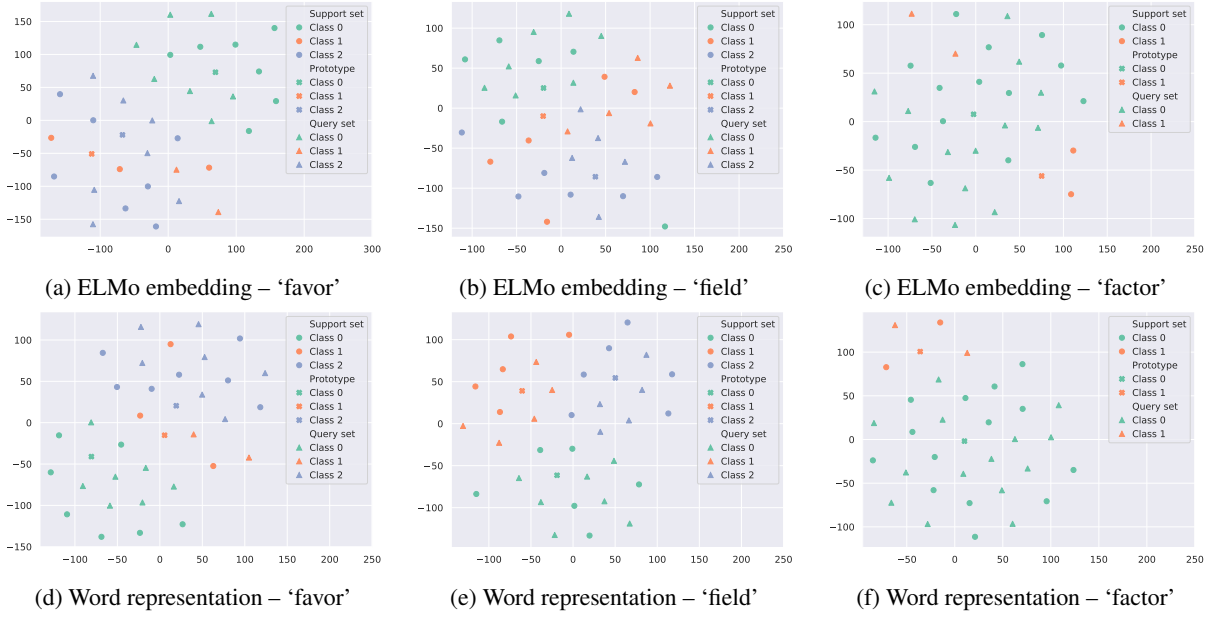 150
100
50
0
−50
−100
−150
−100
0
100
200
300
Support set
Class 0
Class 1
Class 2
Prototype
Class 0
Class 1
Class 2
Query set
Class 0
Class 1
Class 2
(a) ELMo embedding – ‘favor’
100
50
0
−50
−100
−150
−100
−50
0
50
100
150
200
250
Support set
Class 0
Class 1
Class 2
Prototype
Class 0
Class 1
Class 2
Query set
Class 0
Class 1
Class 2
(b) ELMo embedding – ‘field’
100
50
0
−50
−100
−100
−50
0
50
100
150
200
250
Support set
Class 0
Class 1
Prototype
Class 0
Class 1
Query set
Class 0
Class 1
(c) ELMo embedding – ‘factor’
100
50
0
−50
−100
−150
−100
−50
0
50
100
150
200
250
Support set
Class 0
Class 1
Class 2
Prototype
Class 0
Class 1
Class 2
Query set
Class 0
Class 1
Class 2
(d) Word representation – ‘favor’
100
50
0
−50
−100
−100
−50
0
50
100
150
200
250
Support set
Class 0
Class 1
Class 2
Prototype
Class 0
Class 1
Class 2
Query set
Class 0
Class 1
Class 2
(e) Word representation – ‘field’
100
50
0
−50
−100
−50
0
50
100
150
200
250
Support set
Class 0
Class 1
Prototype
Class 0
Class 1
Query set
Class 0
Class 1
(f) Word representation – ‘factor’